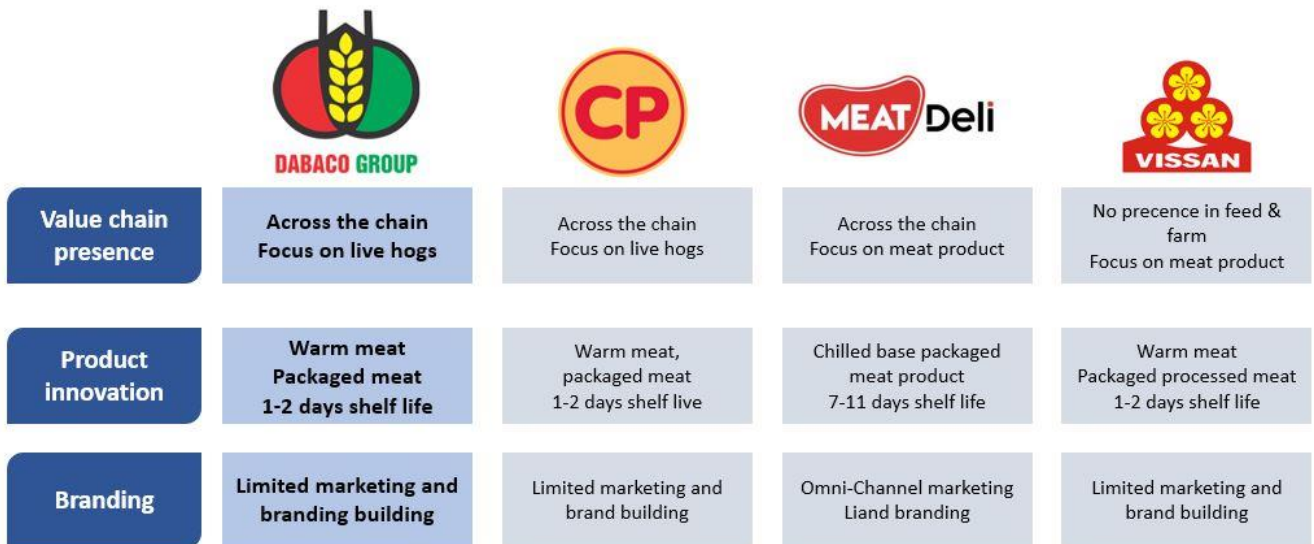 DABACO GROUP
CP
MEAT Deli
VISSAN
Value chain
presence
Across the chain
Focus on live hogs
Across the chain
Focus on live hogs
Across the chain
Focus on meat product
No precence in feed &
farm
Focus on meat product
Product
innovation
Warm meat
Packaged meat
1-2 days shelf life
Warm meat,
packaged meat
1-2 days shelf live
Chilled base packaged
meat product
7-11 days shelf life
Warm meat
Packaged processed meat
1-2 days shelf life
Branding
Limited marketing and
branding building
Limited marketing and
brand building
Omni-Channel marketing
Liand branding
Limited marketing and
brand building